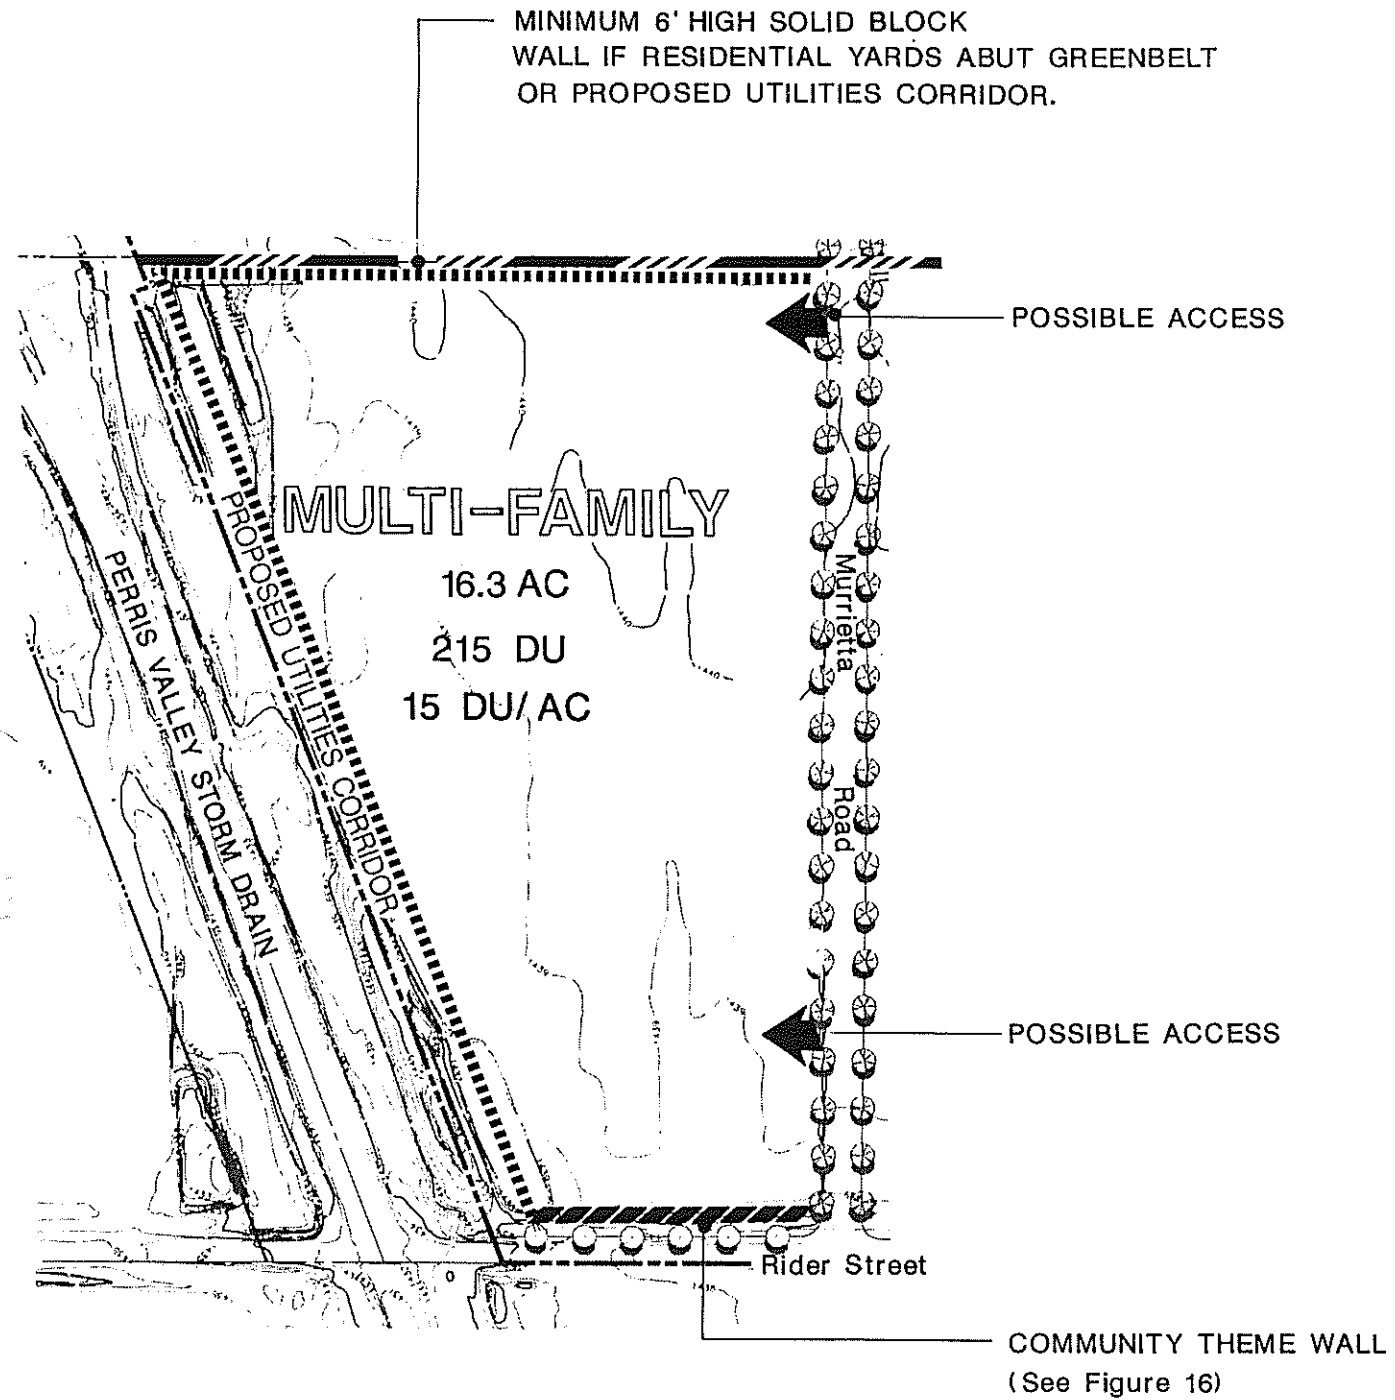 MINIMUM 6' HIGH SOLID BLOCK
WALL IF RESIDENTIAL YARDS ABUT GREENBELT
OR PROPOSED UTILITIES CORRIDOR.
POSSIBLE ACCESS
MULTI-FAMILY
16.3 AC
215 DU
15 DU/AC
PROPOSED UTILITIES CORRIDOR
PERRIS VALLEY STORM DRAIN
Murrietta Road
POSSIBLE ACCESS
Rider Street
COMMUNITY THEME WALL
(See Figure 16)